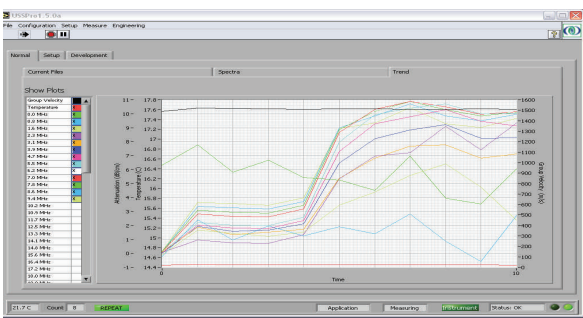 USSPro1.5.0a
File Configuration Setup Measure Engineering
Normal Setup Development
Current Files Spectra Trend
Show Plots
Group Velocity
Temperature
0.0 MHz
0.8 MHz
1.6 MHz
2.3 MHz
3.1 MHz
3.9 MHz
4.7 MHz
5.5 MHz
6.2 MHz
7.0 MHz
7.8 MHz
8.6 MHz
9.4 MHz
10.2 MHz
10.9 MHz
11.7 MHz
12.5 MHz
13.3 MHz
14.1 MHz
14.8 MHz
15.6 MHz
16.4 MHz
17.2 MHz
18.0 MHz
Attenuation (dB/cm)
11
10
9
8
7
6
5
4
3
2
1
0
-1
Temperature(C)
17.8
17.6
17.4
17.2
17
16.8
16.6
16.4
16.2
16
15.8
15.6
15.4
15.2
15
14.8
14.6
14.4
1600
1500
1400
1300
1200
1100
1000
900
800
700
600
500
400
300
200
100
0
Group Velocity (m/s)
0 10
Time
21.7 C Count 8 REPEAT Application Measuring Instrument Status: OK